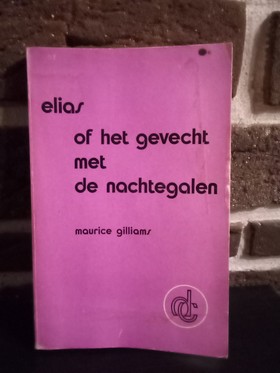 elias
of het gevecht
met
de nachtegalen
maurice gilliams